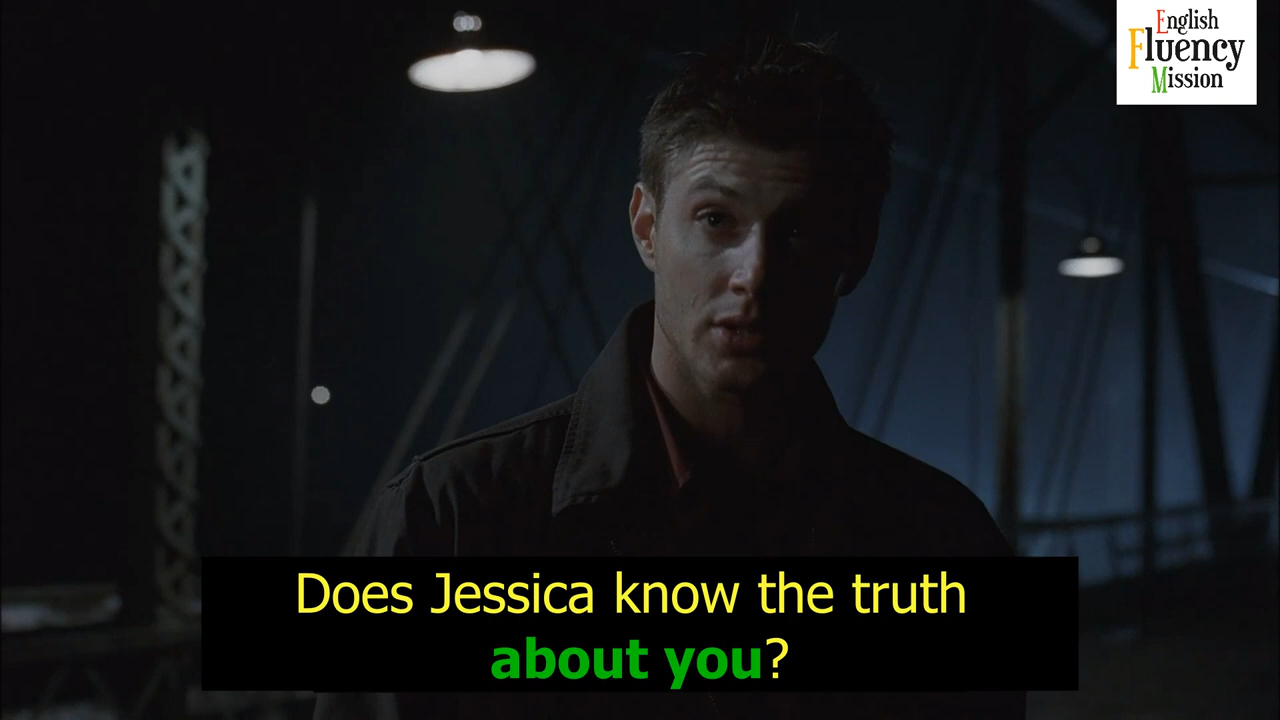 English
Fluency
Mission
Does Jessica know the truth
about you?